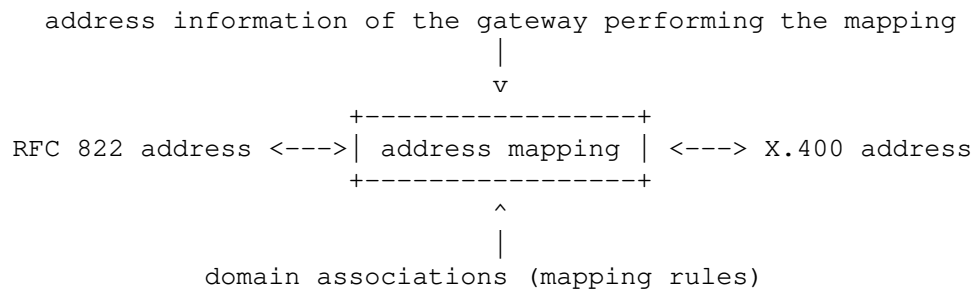 address information of the gateway performing the mapping
|
v
+-----------------+
RFC 822 address <--->| address mapping | <---> X.400 address
+-----------------+
^
|
domain associations (mapping rules)